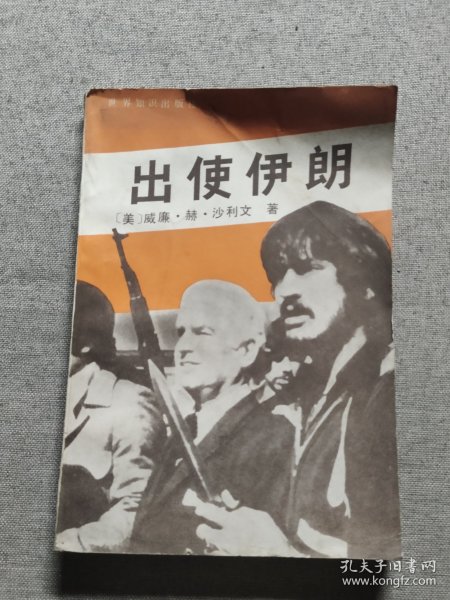 世界知识出版社
出使伊朗
〔美〕威廉·赫·沙利文 著
孔夫子旧书网
www.kongfz.com